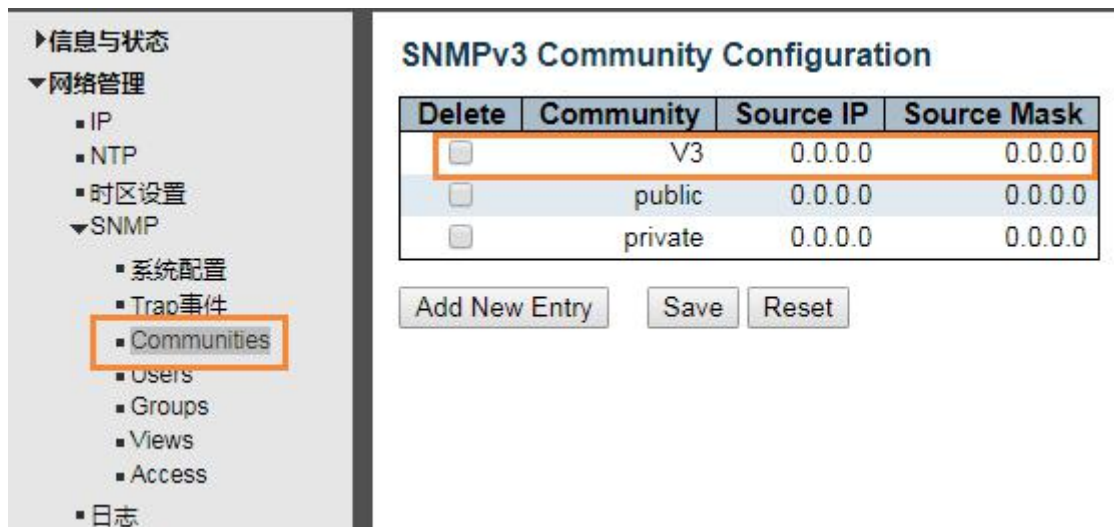 信息与状态
网络管理
IP
NTP
时区设置
SNMP
系统配置
Trap事件
Communities
Users
Groups
Views
Access
日志
SNMPv3 Community Configuration
Delete Community Source IP Source Mask
V3 0.0.0.0 0.0.0.0
public 0.0.0.0 0.0.0.0
private 0.0.0.0 0.0.0.0
Add New Entry Save Reset